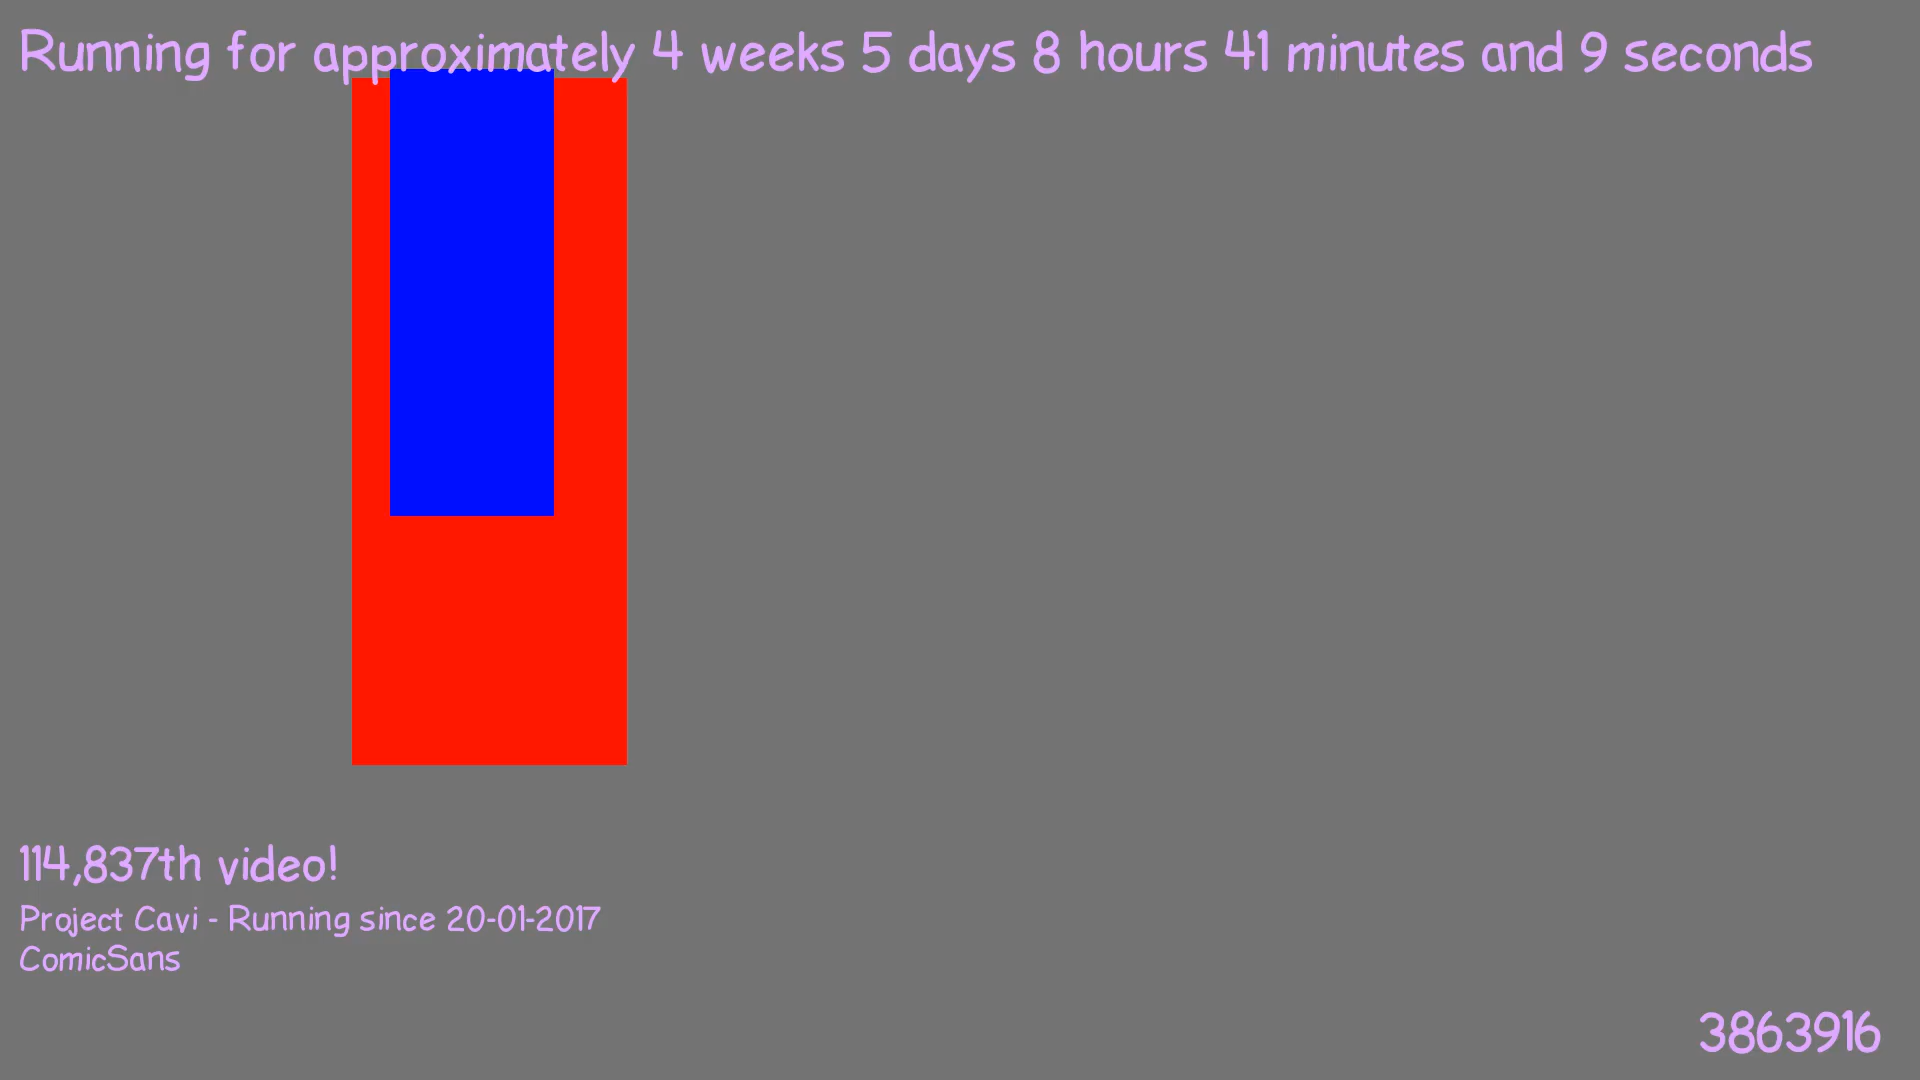 Running for approximately 4 weeks 5 days 8 hours 41 minutes and 9 seconds
114,837th video!
Project Cavi - Running since 20-01-2017
ComicSans
3863916